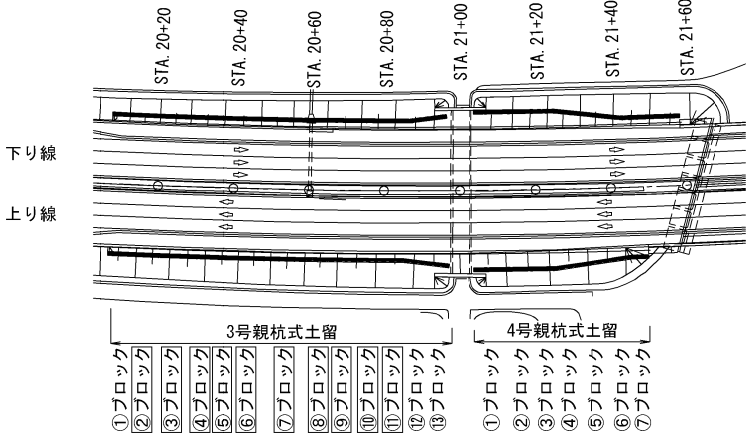 STA. 20+20
STA. 20+40
STA. 20+60
STA. 20+80
STA. 21+00
STA. 21+20
STA. 21+40
STA. 21+60
下り線
上り線
3号親杭式土留
4号親杭式土留
①ブロック
②ブロック
③ブロック
④ブロック
⑤ブロック
⑥ブロック
⑦ブロック
⑧ブロック
⑨ブロック
⑩ブロック
⑪ブロック
⑫ブロック
⑬ブロック
①ブロック
②ブロック
③ブロック
④ブロック
⑤ブロック
⑥ブロック
⑦ブロック